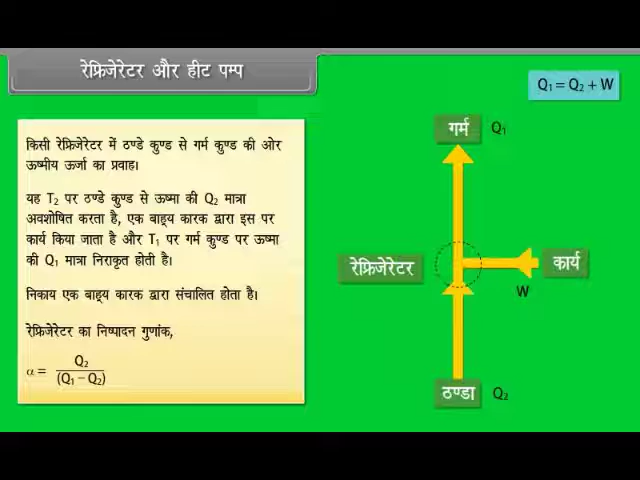 रेफ्रिजेरेटर और हीट पम्प
Q₁ = Q₂ + W
किसी रेफ्रिजेरेटर में ठण्डे कुण्ड से गर्म कुण्ड की ओर
ऊष्मीय ऊर्जा का प्रवाह।
यह T₂ पर ठण्डे कुण्ड से ऊष्मा की Q₂ मात्रा
अवशोषित करता है, एक बाह्य कारक द्वारा इस पर
कार्य किया जाता है और T₁ पर गर्म कुण्ड पर ऊष्मा
की Q₁ मात्रा निराकृत होती है।
निकाय एक बाह्य कारक द्वारा संचालित होता है।
रेफ्रिजेरेटर का निष्पादन गुणांक,
α = Q₂ / (Q₁ – Q₂)
गर्म Q₁
रेफ्रिजेरेटर
कार्य
W
ठण्डा Q₂